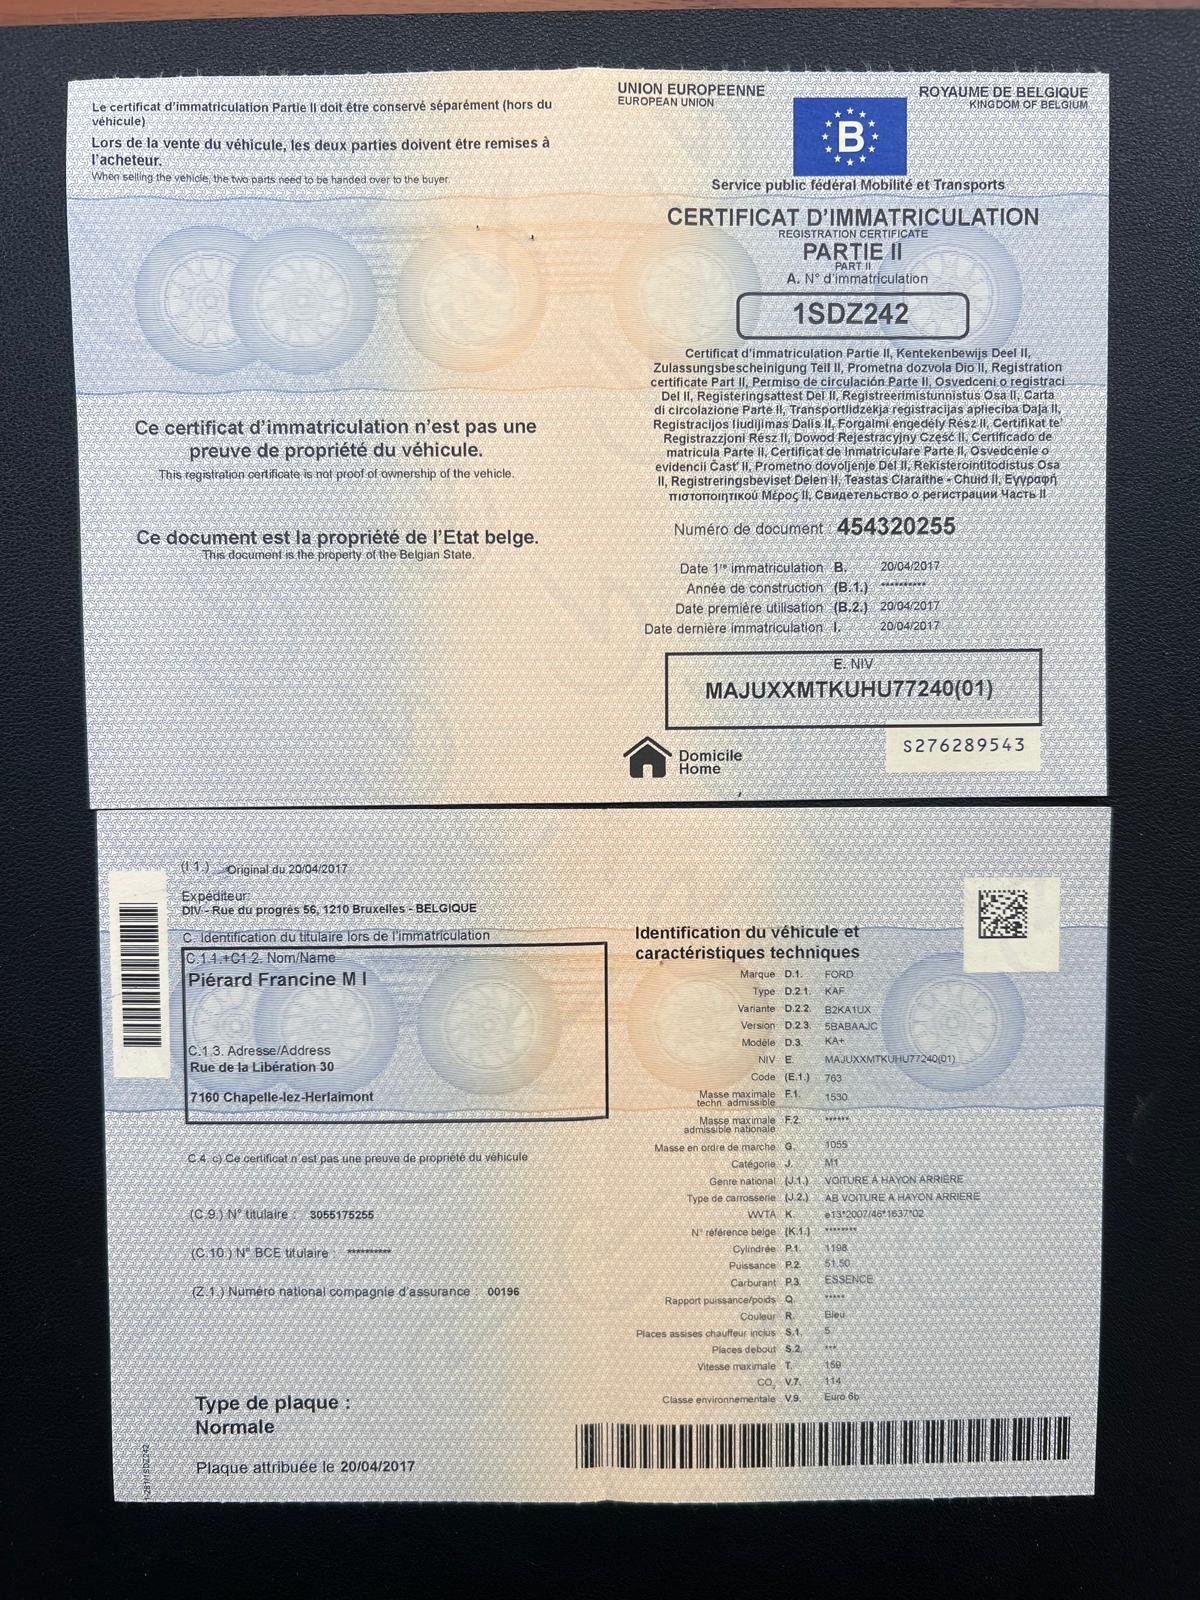 Le certificat d'immatriculation Partie II doit être conservé séparément (hors du
véhicule)
Lors de la vente du véhicule, les deux parties doivent être remises à
l'acheteur.
When selling the vehicle, the two parts need to be handed over to the buyer.
Ce certificat d'immatriculation n'est pas une
preuve de propriété du véhicule.
This registration certificate is not proof of ownership of the vehicle.
Ce document est la propriété de l'Etat belge.
This document is the property of the Belgian State.
UNION EUROPEENNE
EUROPEAN UNION
ROYAUME DE BELGIQUE
KINGDOM OF BELGIUM
B
Service public fédéral Mobilité et Transports
CERTIFICAT D'IMMATRICULATION
REGISTRATION CERTIFICATE
PARTIE II
PART II
A. N° d'immatriculation
1SDZ242
Certificat d'immatriculation Partie II, Kentekenbewijs Deel II,
Zulassungsbescheinigung Teil II, Prometna dozvola Dio II, Registration
certificate Part II, Permiso de circulación Parte II, Osvedceni o registraci
Del II, Registeringsattest Del II, Registreerimistunnistus Osa II, Carta
di circolazione Parte II, Transportlidzekja registracijas aplieciba Daja II,
Registracijos liudijimas Dalis II, Forgalmi engedély Rész II, Certifikat te'
Registrazzjoni Rész II, Dowod Rejestracyjny Część II, Certificado de
matricula Parte II, Certificat de Inmatriculare Parte II, Osvedcenie o
evidencii Časť II, Prometno dovoljenje Del II, Rekisterointitodistus Osa
II, Registreringsbeviset Delen II, Teastas Claraithe - Chuid II, Εγγραφή
πιστοποιητικού Μέρος II, Свидетельство о регистрации Часть II
Numéro de document : 454320255
Date 1re immatriculation B. 20/04/2017
Année de construction (B.1.) **********
Date première utilisation (B.2.) 20/04/2017
Date dernière immatriculation I. 20/04/2017
E. NIV
MAJUXXMTKUHU77240(01)
Domicile
Home
S276289543
(I.1.) Original du 20/04/2017
Expéditeur:
DIV - Rue du progrès 56, 1210 Bruxelles - BELGIQUE
C. Identification du titulaire lors de l'immatriculation
C.1.1.+C1.2. Nom/Name
Piérard Francine M I
C.1.3. Adresse/Address
Rue de la Libération 30
7160 Chapelle-lez-Herlaimont
C.4. c) Ce certificat n'est pas une preuve de propriété du véhicule
(C.9.) N° titulaire : 3055175255
(C.10.) N° BCE titulaire : **********
(Z.1.) Numéro national compagnie d'assurance : 00196
Type de plaque :
Normale
Plaque attribuée le 20/04/2017
Identification du véhicule et
caractéristiques techniques
Marque D.1. FORD
Type D.2.1. KAF
Variante D.2.2. B2KA1UX
Version D.2.3. 5BABAAJC
Modèle D.3. KA+
NIV E. MAJUXXMTKUHU77240(01)
Code (E.1.) 763
Masse maximale
techn. admissible F.1. 1530
Masse maximale
admissible nationale F.2. ******
Masse en ordre de marche G. 1055
Catégorie J. M1
Genre national (J.1.) VOITURE A HAYON ARRIERE
Type de carrosserie (J.2.) AB VOITURE A HAYON ARRIERE
WVTA K. e13*2007/46*1637*02
N° référence belge (K.1.) ********
Cylindrée P.1. 1198
Puissance P.2. 51.50
Carburant P.3. ESSENCE
Rapport puissance/poids Q. *****
Couleur R. Bleu
Places assises chauffeur inclus S.1. 5
Places debout S.2. ***
Vitesse maximale T. 159
CO2 V.7. 114
Classe environnementale V.9. Euro 6b